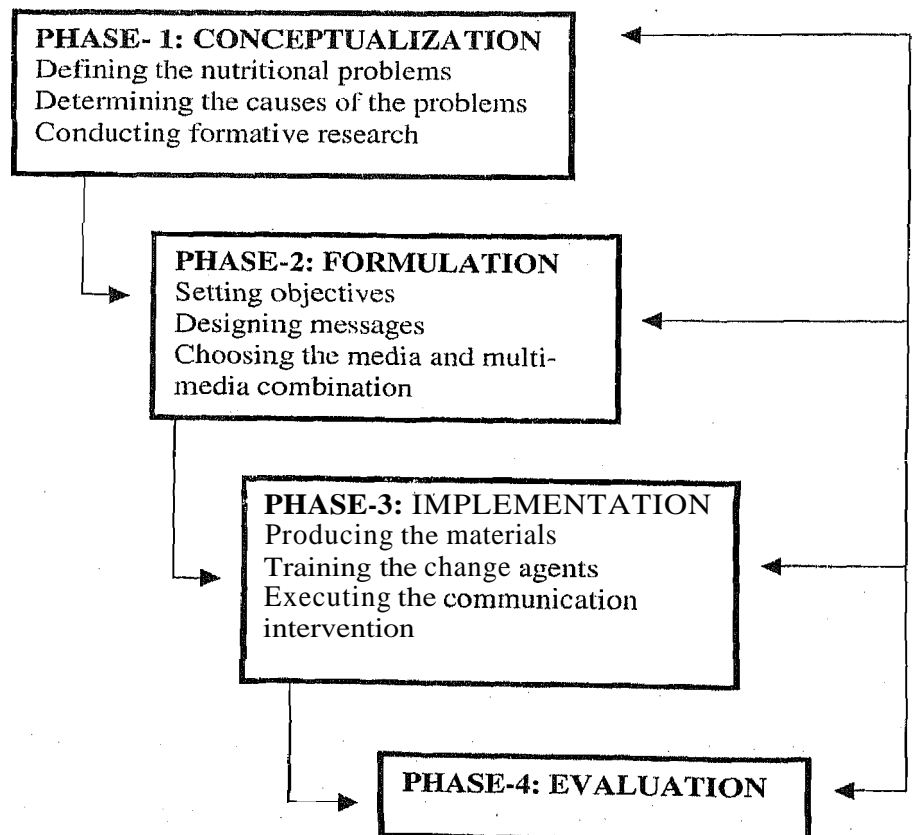 PHASE- 1: CONCEPTUALIZATION
Defining the nutritional problems
Determining the causes of the problems
Conducting formative research
PHASE-2: FORMULATION
Setting objectives
Designing messages
Choosing the media and multi-
media combination
PHASE-3: IMPLEMENTATION
Producing the materials
Training the change agents
Executing the communication
intervention
PHASE-4: EVALUATION